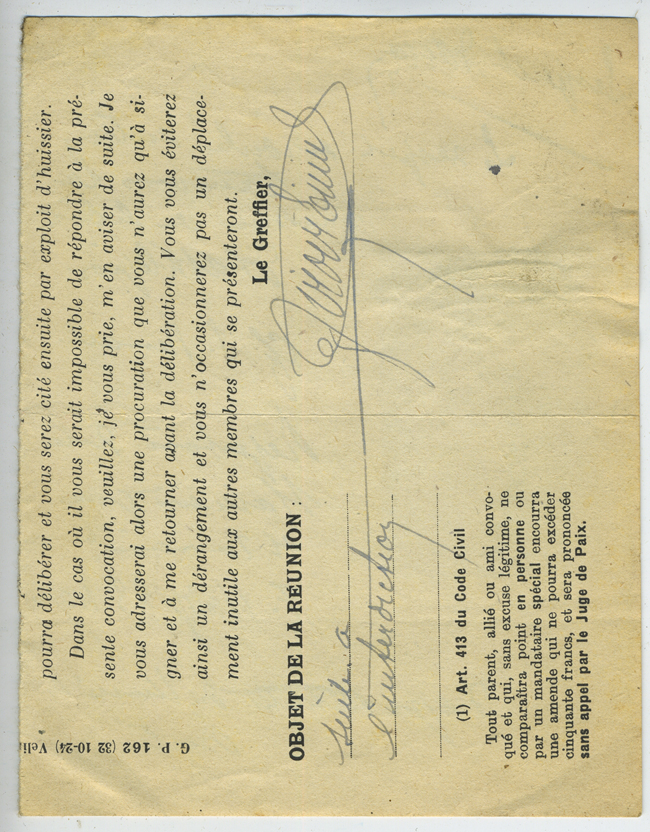 pourra délibérer et vous serez cité ensuite par exploit d'huissier.
Dans le cas où il vous serait impossible de répondre à la pré-
sente convocation, veuillez, je vous prie, m'en aviser de suite. Je
vous adresserai alors une procuration que vous n'aurez qu'à si-
gner et à me retourner avant la délibération. Vous vous éviterez
ainsi un dérangement et vous n'occasionnerez pas un déplace-
ment inutile aux autres membres qui se présenteront.
Le Greffier,
OBJET DE LA RÉUNION :
suite à
l'interdiction
(1) Art. 413 du Code Civil
Tout parent, allié ou ami convo-
qué et qui, sans excuse légitime, ne
comparaîtra point en personne ou
par un mandataire spécial encourra
une amende qui ne pourra excéder
cinquante francs, et sera prononcée
sans appel par le Juge de Paix.
G. P. 162 (32 10-24) Veli